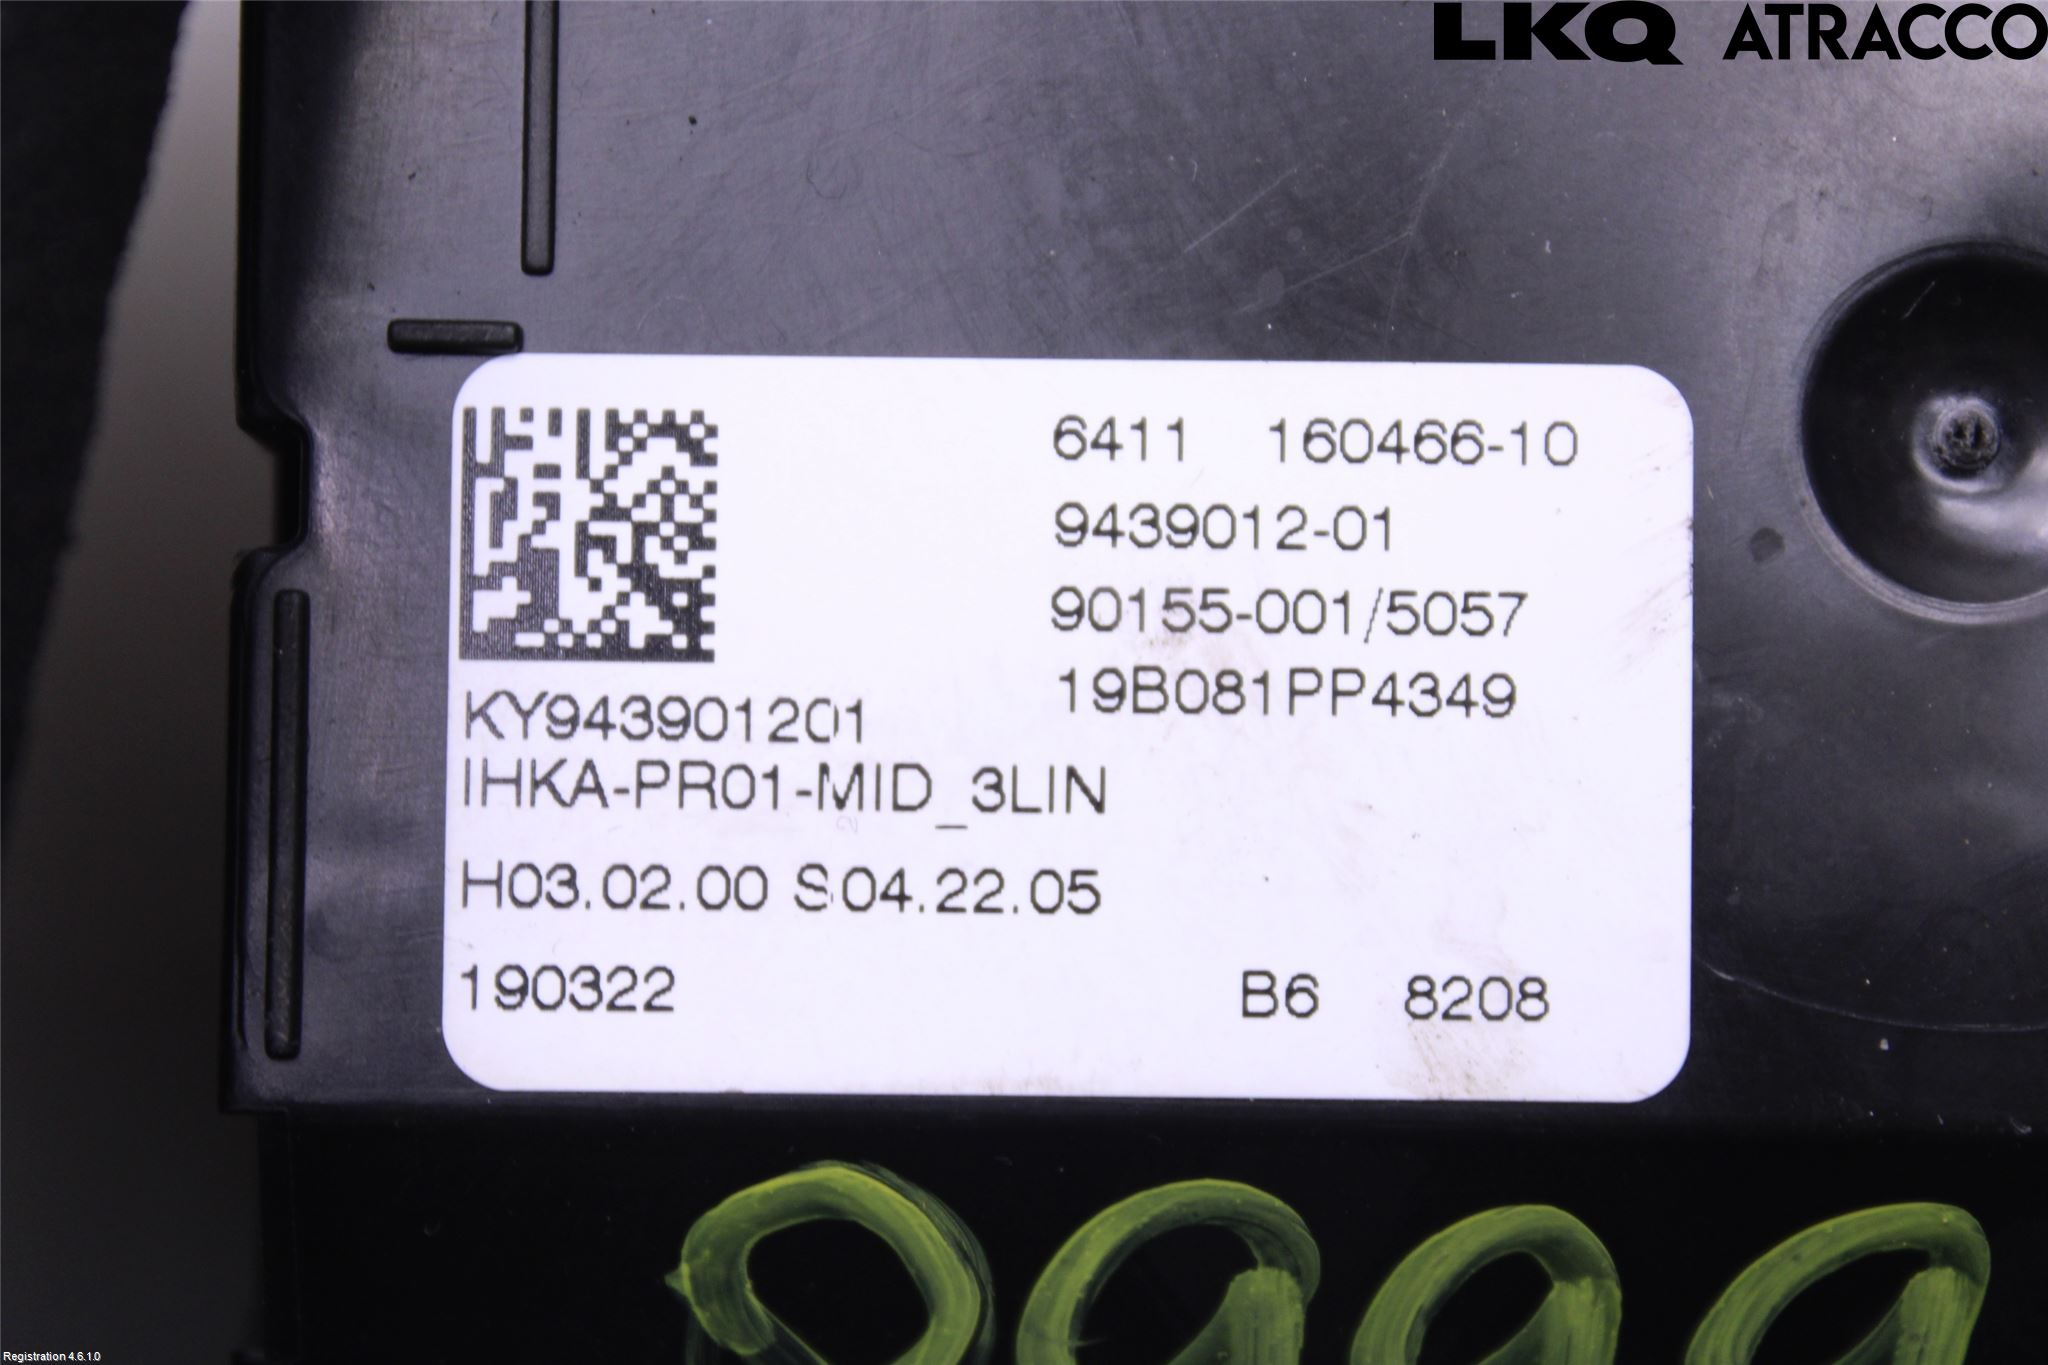 LKQ ATRACCO
6411 160466-10
9439012-01
90155-001/5057
19B081PP4349
KY943901201
IHKA-PR01-MID_3LIN
H03.02.00 S04.22.05
190322 B6 8208
Registration 4.6.1.0